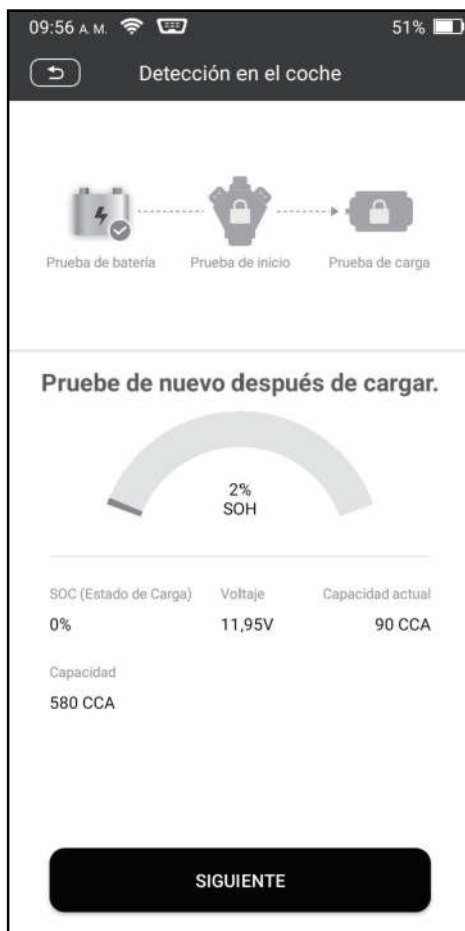 09:56 A. M. 51%
Detección en el coche
Prueba de batería Prueba de inicio Prueba de carga
Pruebe de nuevo después de cargar.
2%
SOH
SOC (Estado de Carga) Voltaje Capacidad actual
0% 11,95V 90 CCA
Capacidad
580 CCA
SIGUIENTE